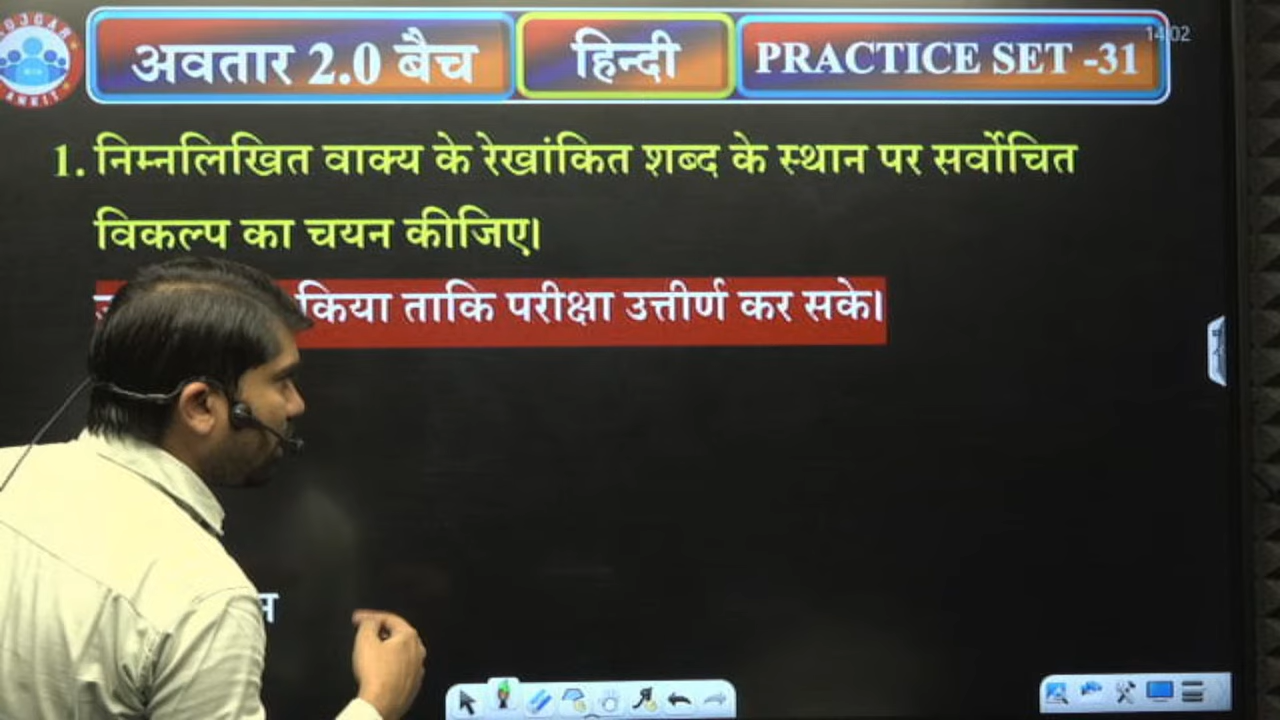 अवतार 2.0 बैच हिन्दी PRACTICE SET -31
14:02
1. निम्नलिखित वाक्य के रेखांकित शब्द के स्थान पर सर्वोचित
विकल्प का चयन कीजिए।
किया ताकि परीक्षा उत्तीर्ण कर सके।